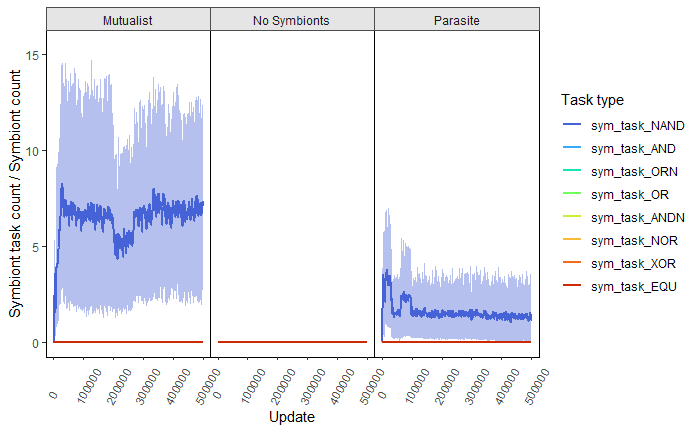 Mutualist
No Symbionts
Parasite
Symbiont task count / Symbiont count
15
10
5
0
0
100000
200000
300000
400000
500000
0
100000
200000
300000
400000
500000
0
100000
200000
300000
400000
500000
Update
Task type
sym_task_NAND
sym_task_AND
sym_task_ORN
sym_task_OR
sym_task_ANDN
sym_task_NOR
sym_task_XOR
sym_task_EQU